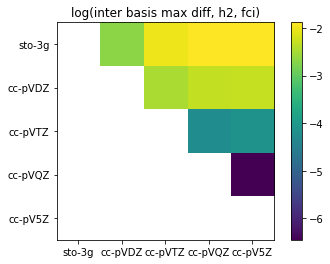 log(inter basis max diff, h2, fci)
sto-3g
cc-pVDZ
cc-pVTZ
cc-pVQZ
cc-pV5Z
sto-3g cc-pVDZ cc-pVTZ cc-pVQZ cc-pV5Z
−2
−3
−4
−5
−6